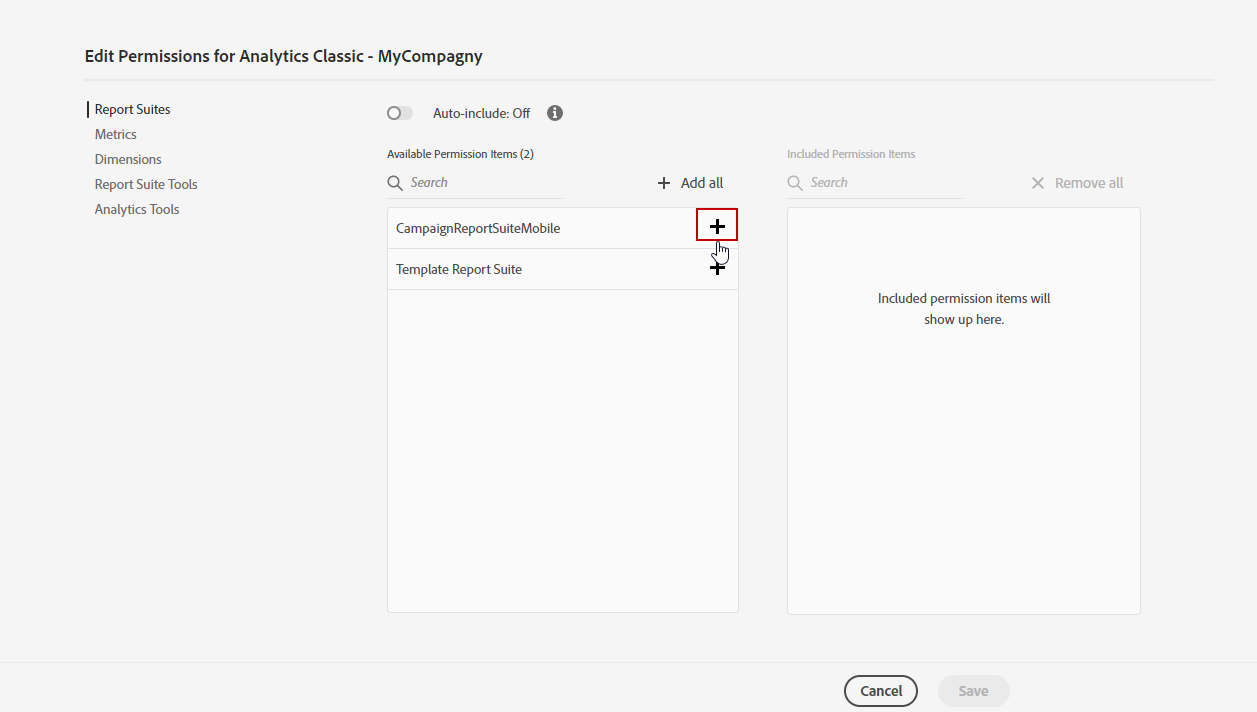 Edit Permissions for Analytics Classic - MyCompagny
Report Suites
Metrics
Dimensions
Report Suite Tools
Analytics Tools
Auto-include: Off
Available Permission Items (2)
Search
Add all
CampaignReportSuiteMobile
Template Report Suite
Included Permission Items
Search
Remove all
Included permission items will
show up here.
Cancel
Save